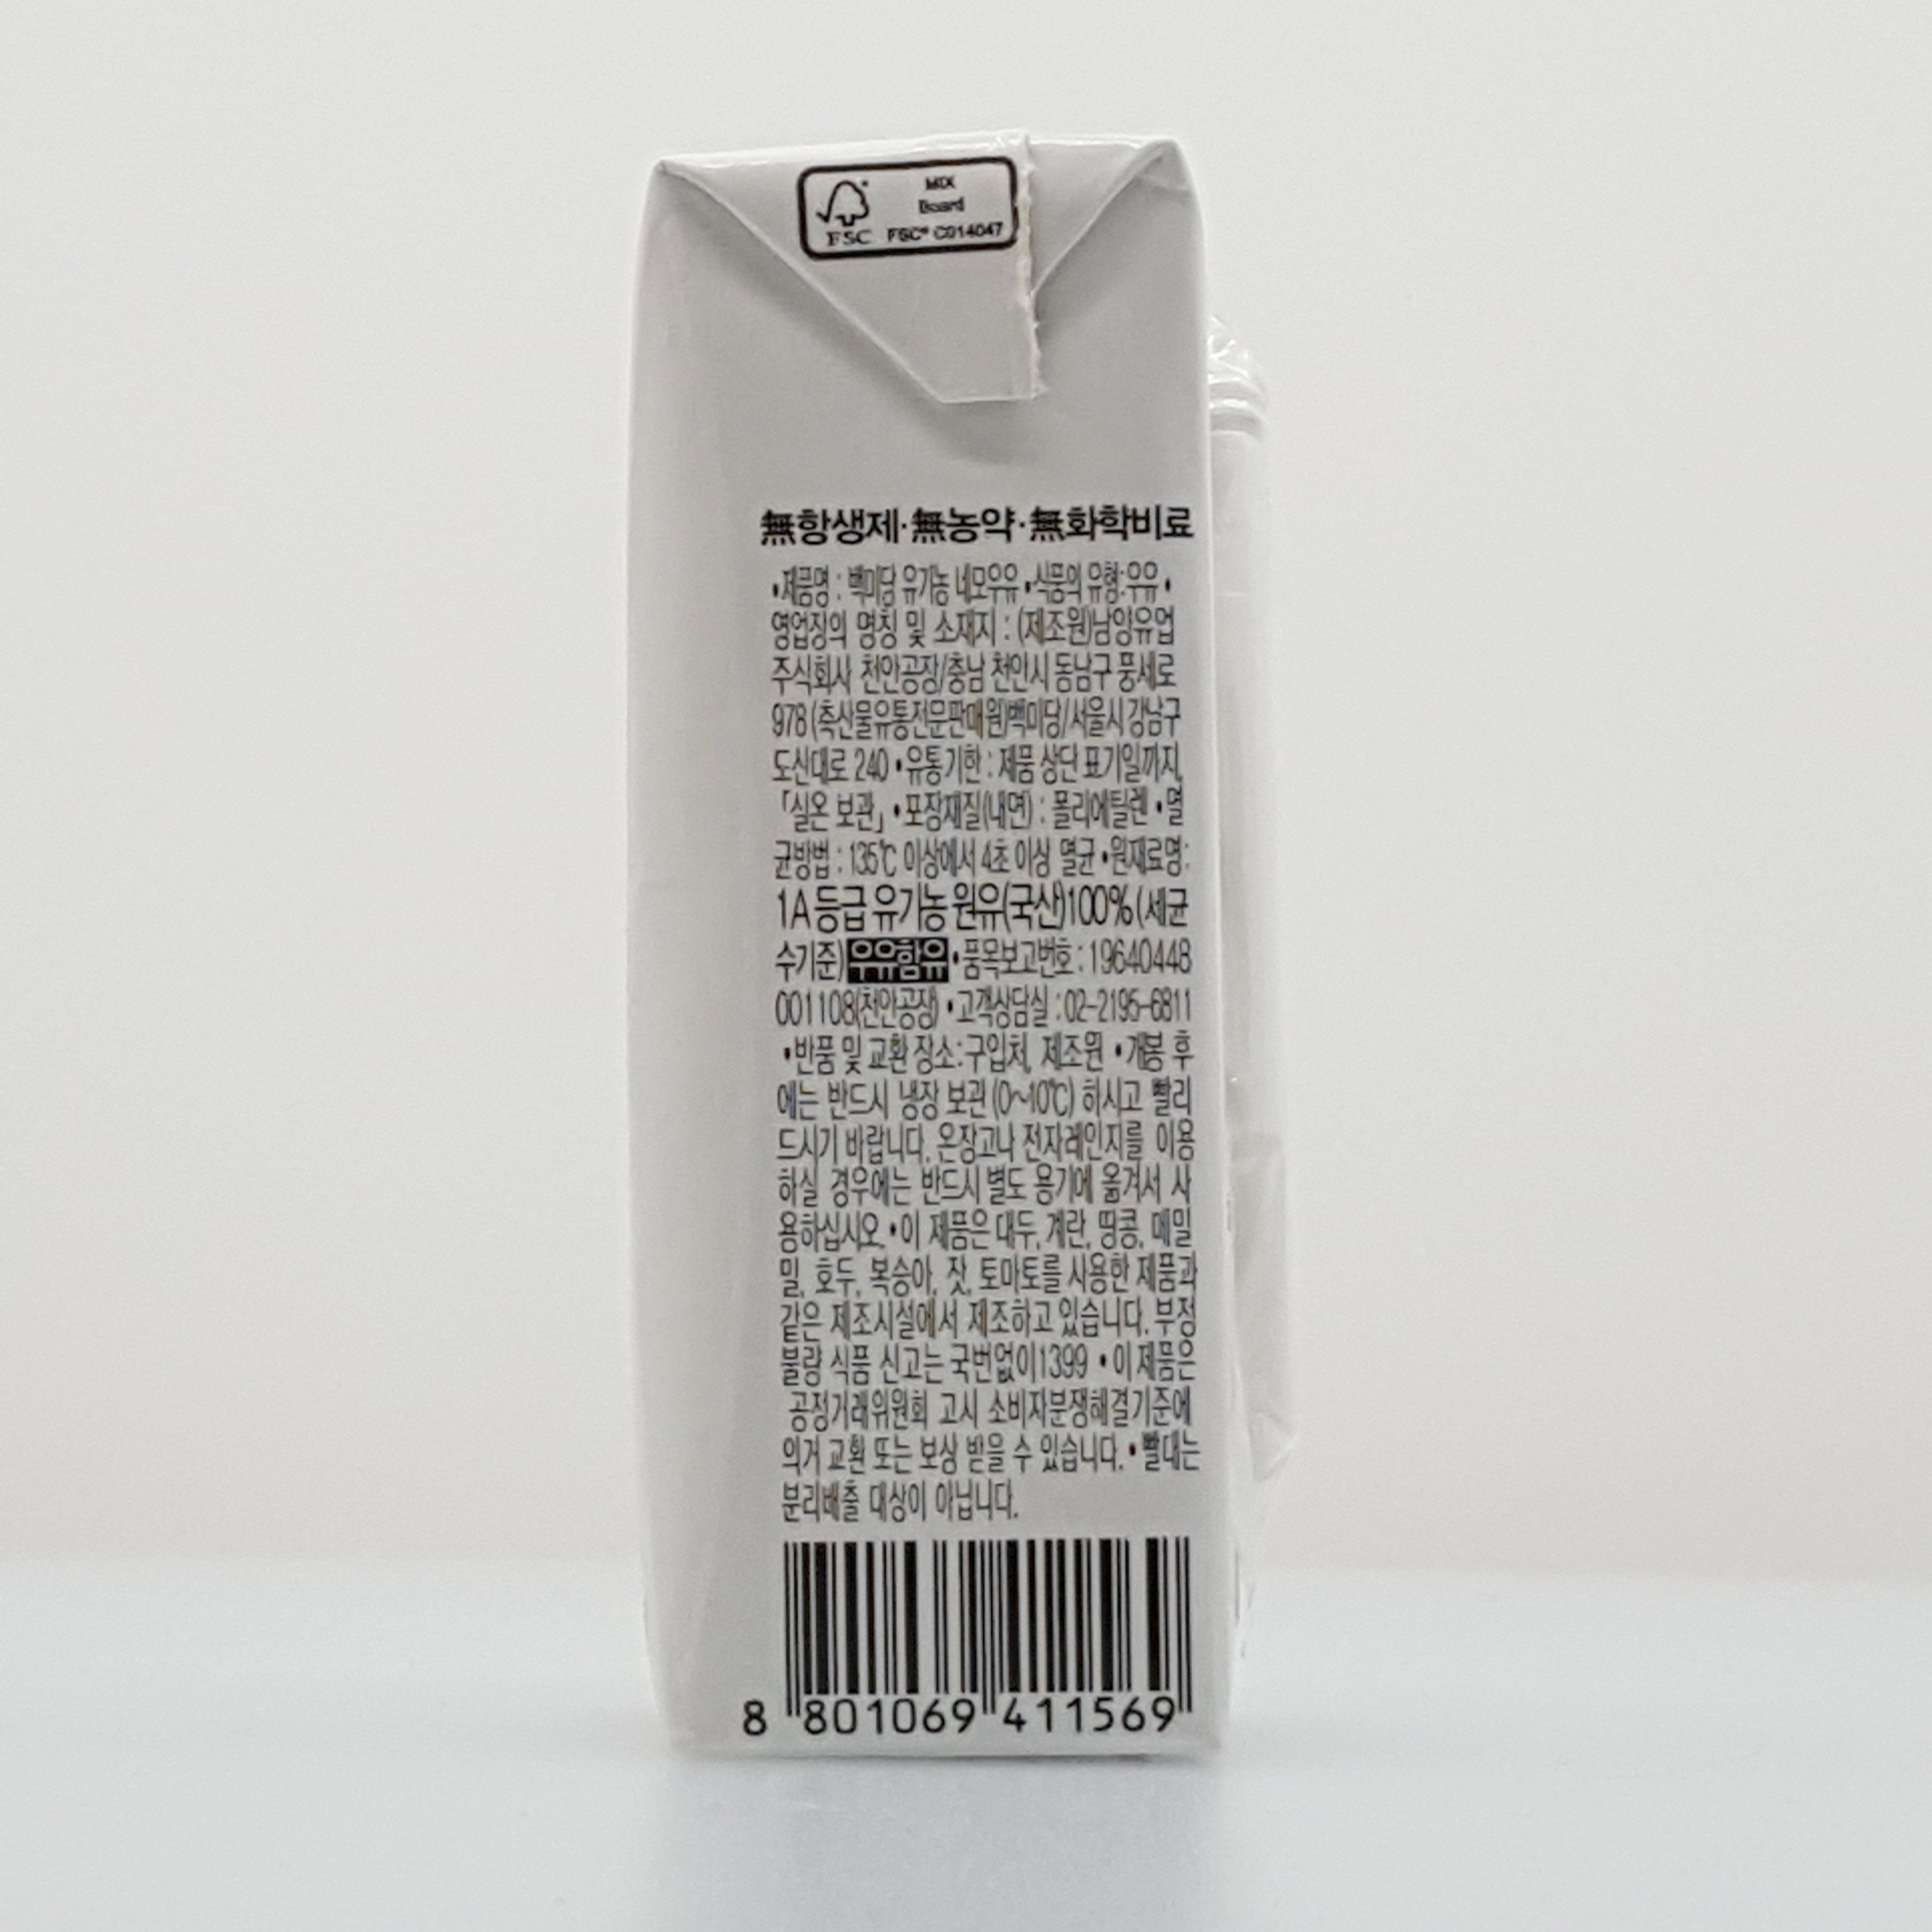 MIX
Board
FSC FSC® C014047
無항생제·無농약·無화학비료
•제품명 : 백미당 유기농 네모우유 •식품의 유형:우유 •
영업장의 명칭 및 소재지 : (제조원)남양유업
주식회사 천안공장/충남 천안시 동남구 풍세로
978 (축산물유통전문판매원)백미당/서울시 강남구
도산대로 240 •유통기한 : 제품 상단 표기일까지,
「실온 보관」 •포장재질(내면) : 폴리에틸렌 •멸
균방법 : 135℃ 이상에서 4초 이상 멸균 •원재료명:
1A등급 유기농 원유(국산)100% (세균
수기준) 우유함유 •품목보고번호 : 19640448
001108(천안공장) •고객상담실 : 02-2195-6811
•반품 및 교환 장소:구입처, 제조원 •개봉 후
에는 반드시 냉장 보관 (0~10℃) 하시고 빨리
드시기 바랍니다. 온장고나 전자레인지를 이용
하실 경우에는 반드시 별도 용기에 옮겨서 사
용하십시오. •이 제품은 대두, 계란, 땅콩, 메밀
밀, 호두, 복숭아, 잣, 토마토를 사용한 제품과
같은 제조시설에서 제조하고 있습니다. 부정
불량 식품 신고는 국번없이1399 •이 제품은
공정거래위원회 고시 소비자분쟁해결기준에
의거 교환 또는 보상 받을 수 있습니다. •빨대는
분리배출 대상이 아닙니다.
8 801069 411569